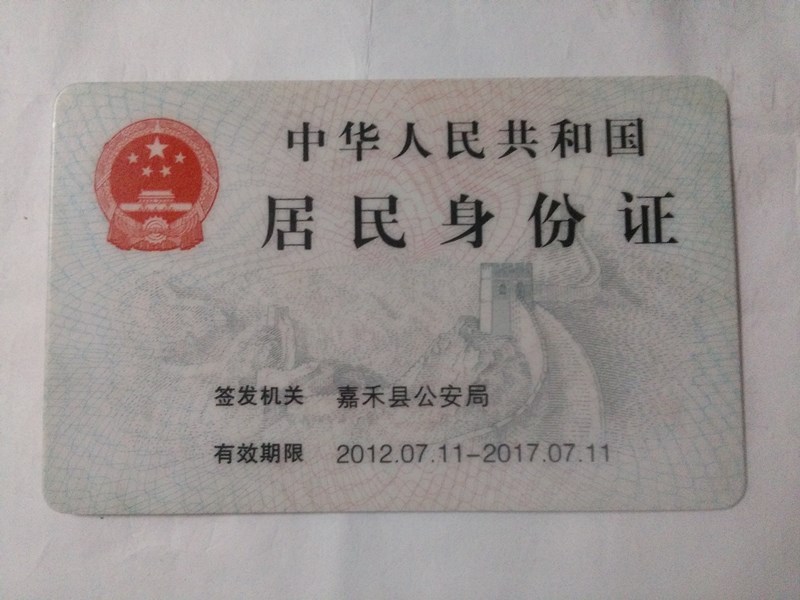 中华人民共和国
居民身份证
签发机关 嘉禾县公安局
有效期限 2012.07.11-2017.07.11